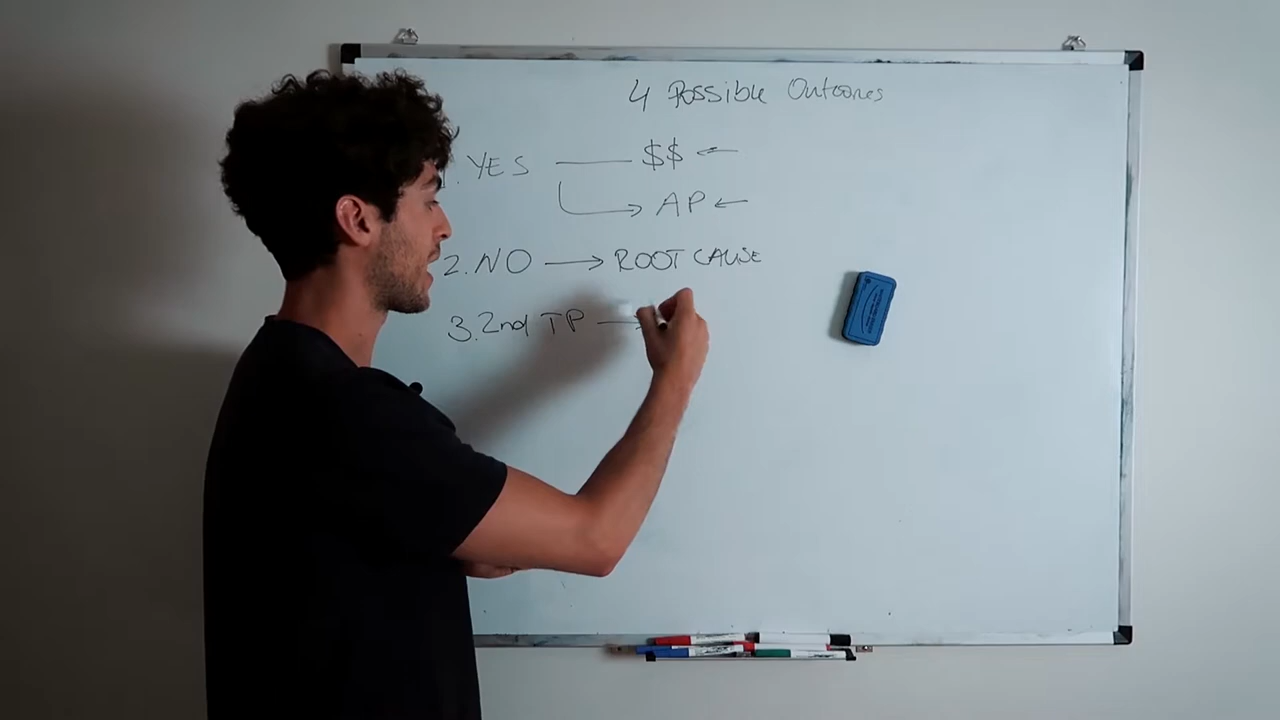 4 Possible Outcomes
1. YES — $$ ←
→ AP ←
2. NO → ROOT CAUSE
3. 2nd TP →